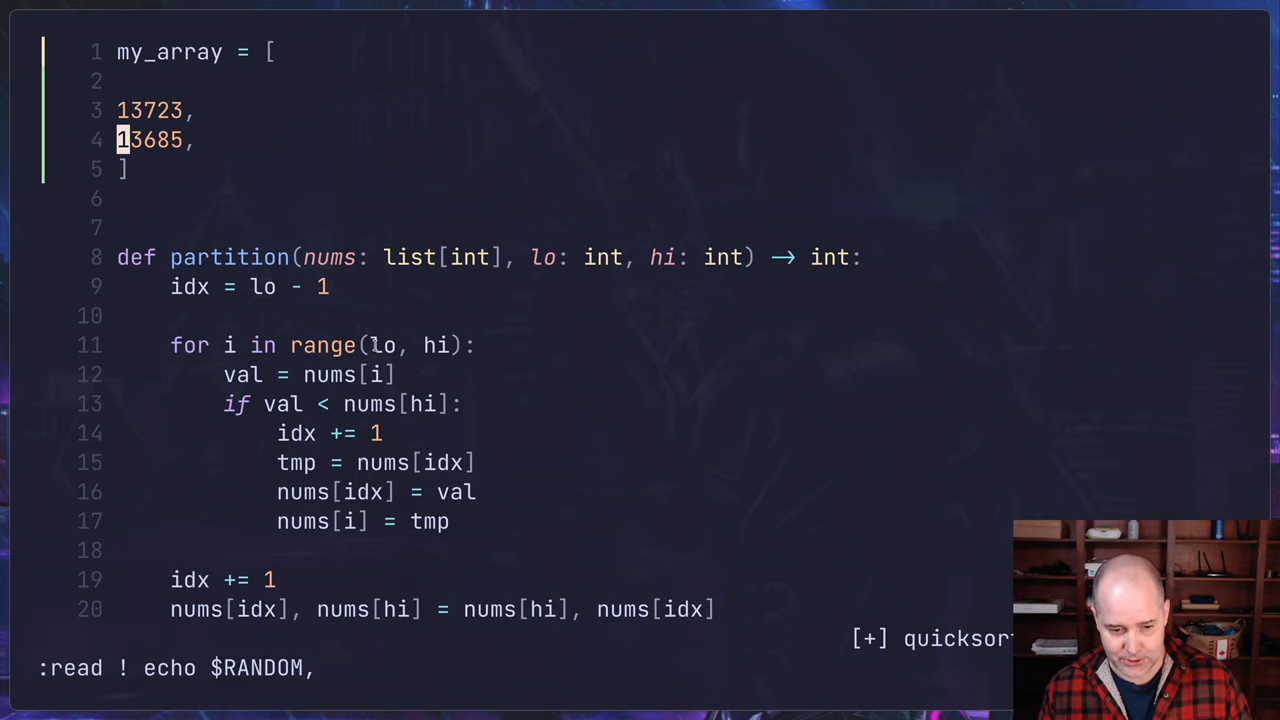 1 my_array = [
2
3 13723,
4 13685,
5 ]
6
7
8 def partition(nums: list[int], lo: int, hi: int) -> int:
9     idx = lo - 1
10
11     for i in range(lo, hi):
12         val = nums[i]
13         if val < nums[hi]:
14             idx += 1
15             tmp = nums[idx]
16             nums[idx] = val
17             nums[i] = tmp
18
19     idx += 1
20     nums[idx], nums[hi] = nums[hi], nums[idx]
[+] quicksort
:read ! echo $RANDOM,